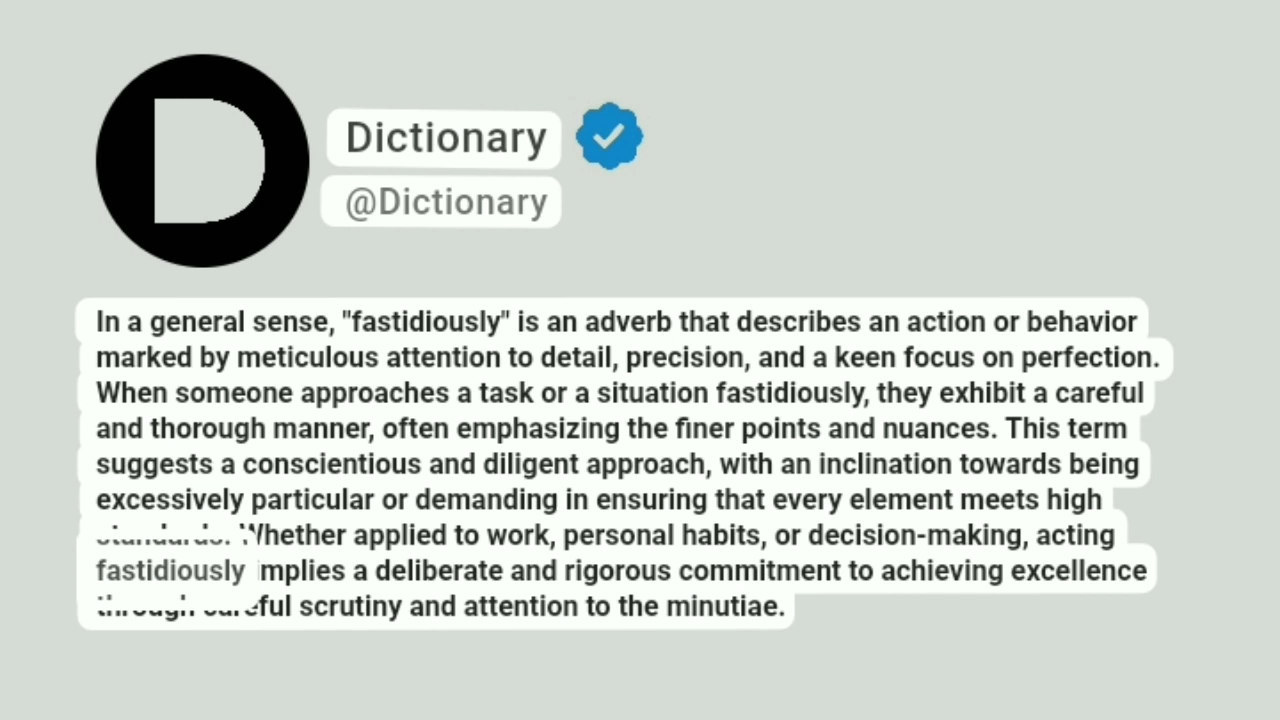 D
Dictionary
@Dictionary
In a general sense, "fastidiously" is an adverb that describes an action or behavior
marked by meticulous attention to detail, precision, and a keen focus on perfection.
When someone approaches a task or a situation fastidiously, they exhibit a careful
and thorough manner, often emphasizing the finer points and nuances. This term
suggests a conscientious and diligent approach, with an inclination towards being
excessively particular or demanding in ensuring that every element meets high
standards. Whether applied to work, personal habits, or decision-making, acting
fastidiously implies a deliberate and rigorous commitment to achieving excellence
through careful scrutiny and attention to the minutiae.